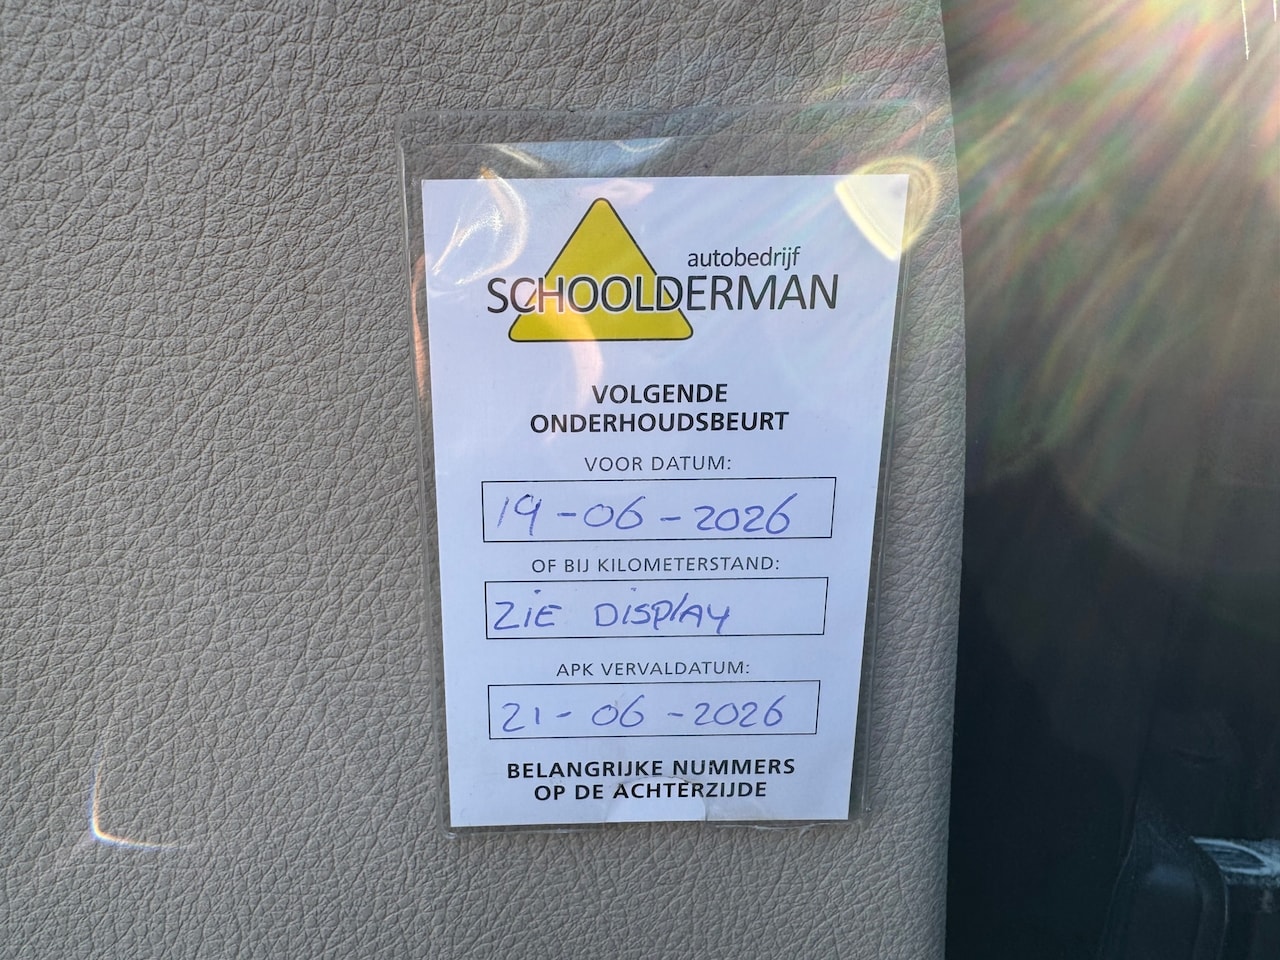 autobedrijf
SCHOOLDERMAN
VOLGENDE
ONDERHOUDSBEURT
VOOR DATUM:
19-06-2026
OF BIJ KILOMETERSTAND:
ZIE DISPLAY
APK VERVALDATUM:
21-06-2026
BELANGRIJKE NUMMERS
OP DE ACHTERZIJDE